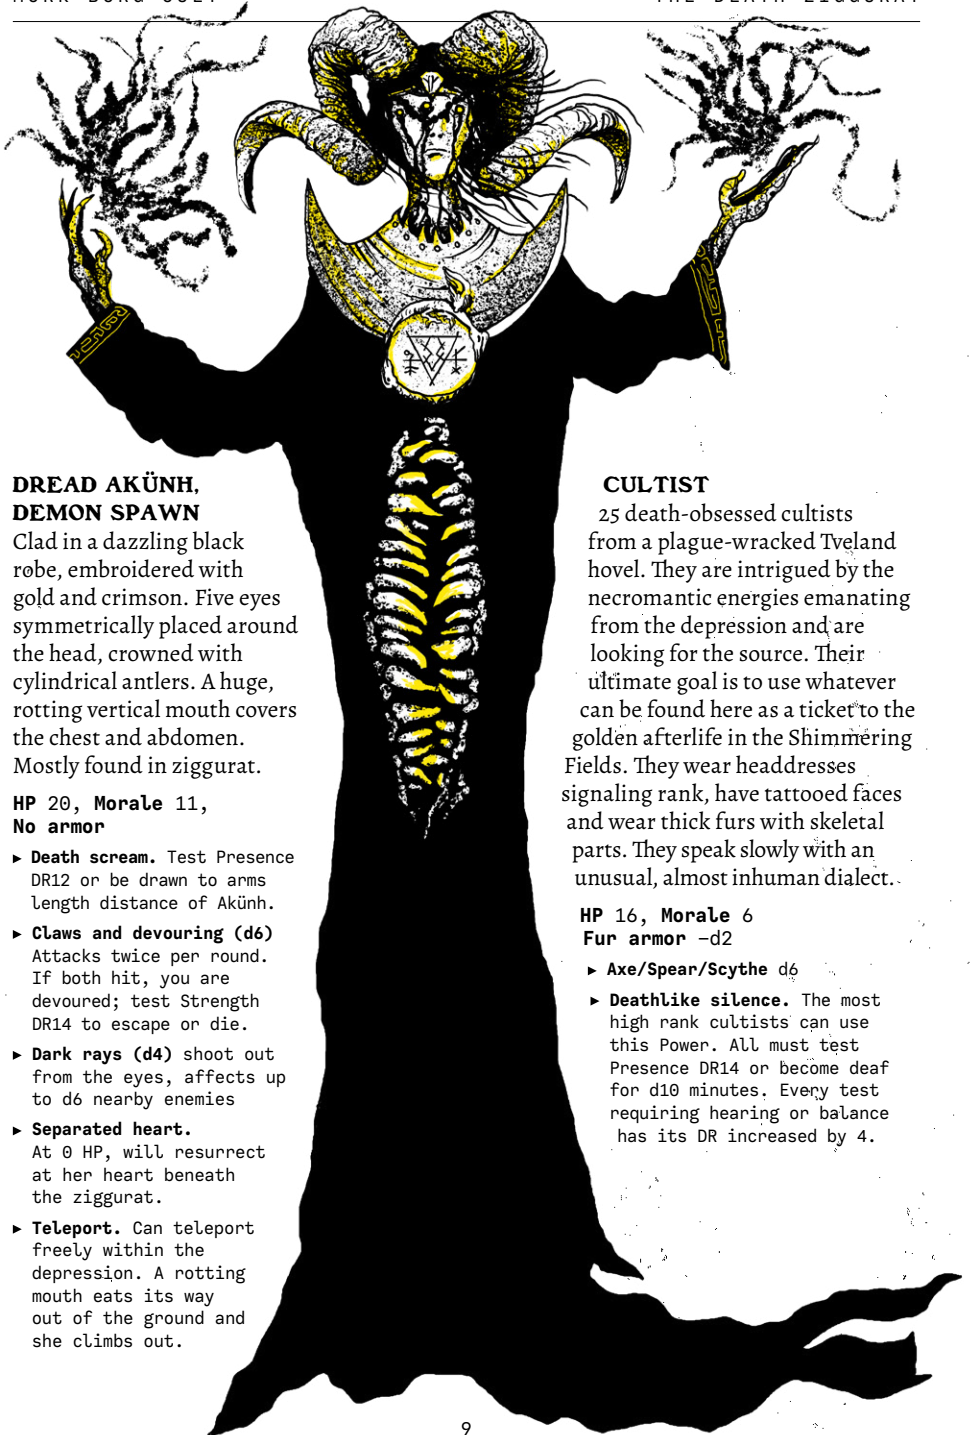 MÖRK BORG CULT
THE DEATH ZIGGURAT
DREAD AKÜNH,
DEMON SPAWN
Clad in a dazzling black
robe, embroidered with
gold and crimson. Five eyes
symmetrically placed around
the head, crowned with
cylindrical antlers. A huge,
rotting vertical mouth covers
the chest and abdomen.
Mostly found in ziggurat.
HP 20, Morale 11,
No armor
▸ Death scream. Test Presence
DR12 or be drawn to arms
length distance of Akünh.
▸ Claws and devouring (d6)
Attacks twice per round.
If both hit, you are
devoured; test Strength
DR14 to escape or die.
▸ Dark rays (d4) shoot out
from the eyes, affects up
to d6 nearby enemies
▸ Separated heart.
At 0 HP, will resurrect
at her heart beneath
the ziggurat.
▸ Teleport. Can teleport
freely within the
depression. A rotting
mouth eats its way
out of the ground and
she climbs out.
CULTIST
25 death-obsessed cultists
from a plague-wracked Tveland
hovel. They are intrigued by the
necromantic energies emanating
from the depression and are
looking for the source. Their
ultimate goal is to use whatever
can be found here as a ticket to the
golden afterlife in the Shimmering
Fields. They wear headdresses
signaling rank, have tattooed faces
and wear thick furs with skeletal
parts. They speak slowly with an
unusual, almost inhuman dialect.
HP 16, Morale 6
Fur armor –d2
▸ Axe/Spear/Scythe d6
▸ Deathlike silence. The most
high rank cultists can use
this Power. All must test
Presence DR14 or become deaf
for d10 minutes. Every test
requiring hearing or balance
has its DR increased by 4.
9